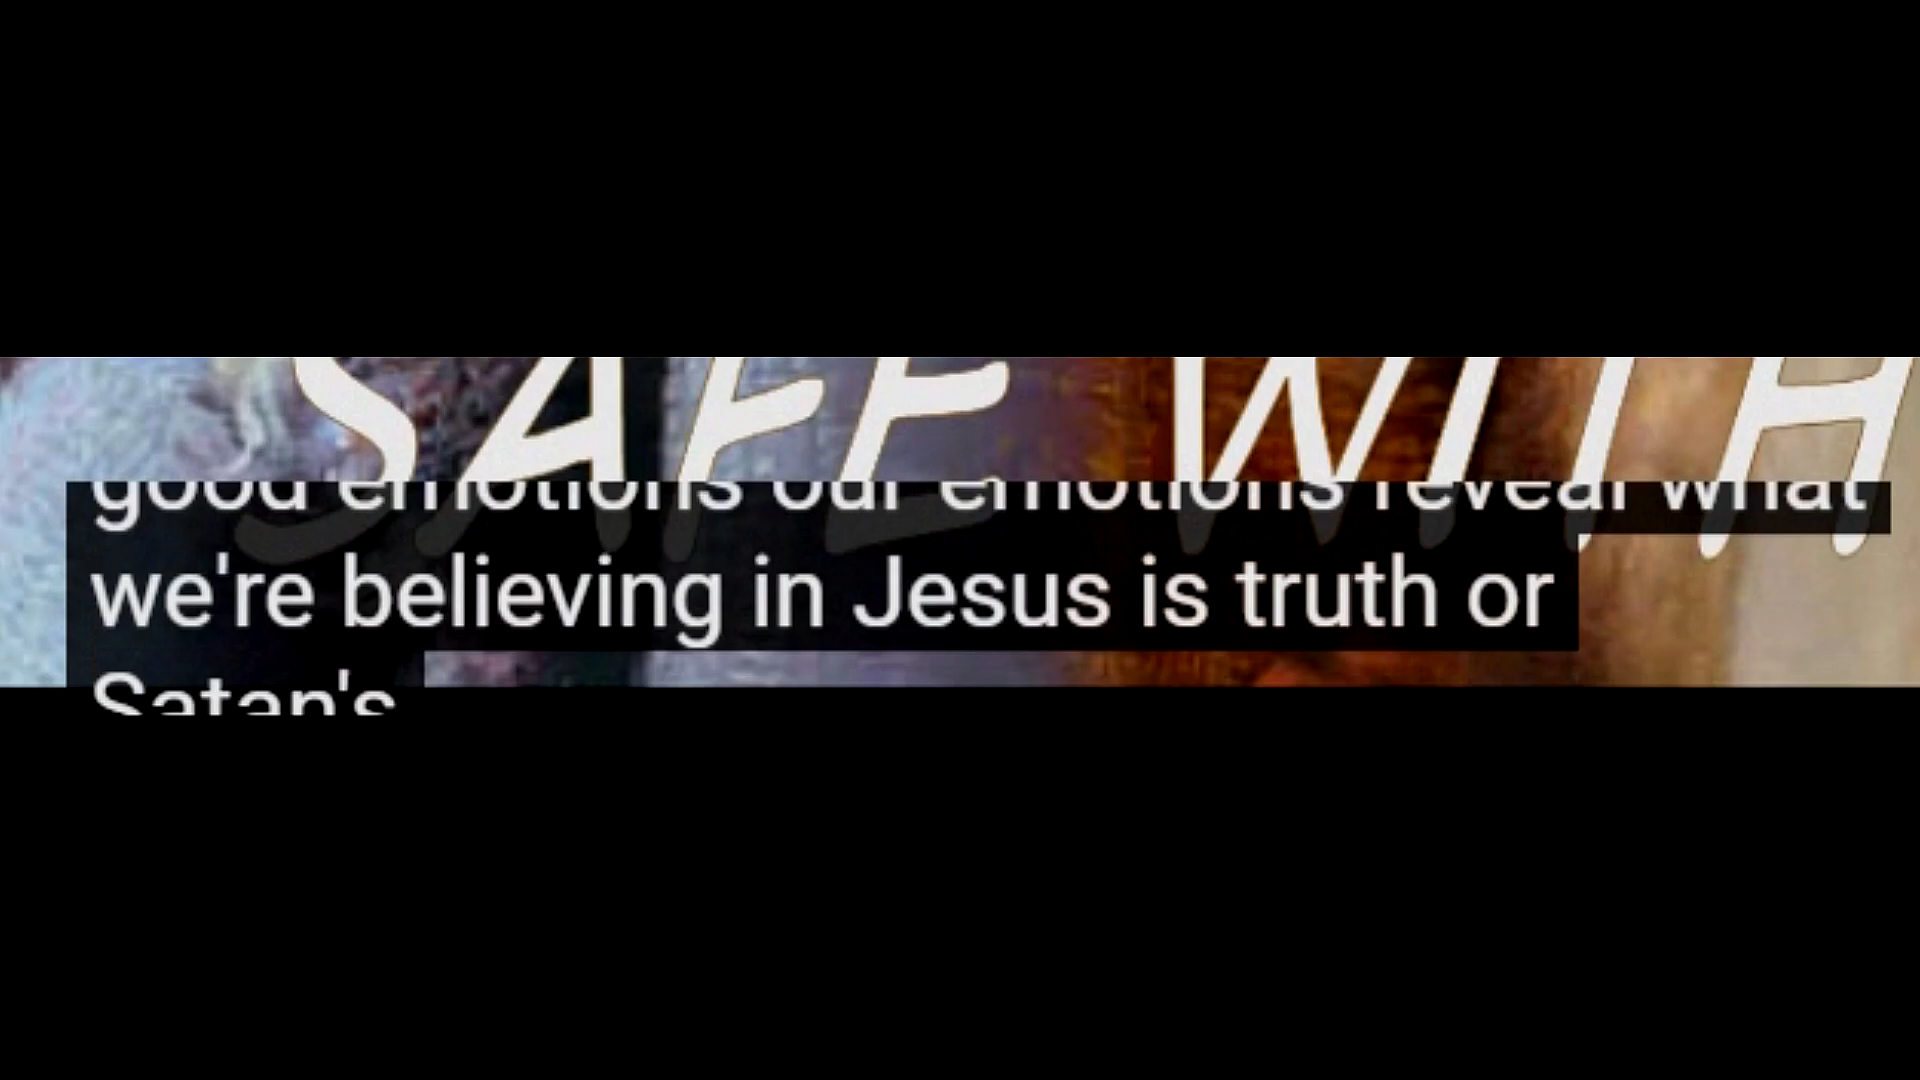 SAFE WITH
good emotions our emotions reveal what
we're believing in Jesus is truth or
Satan's